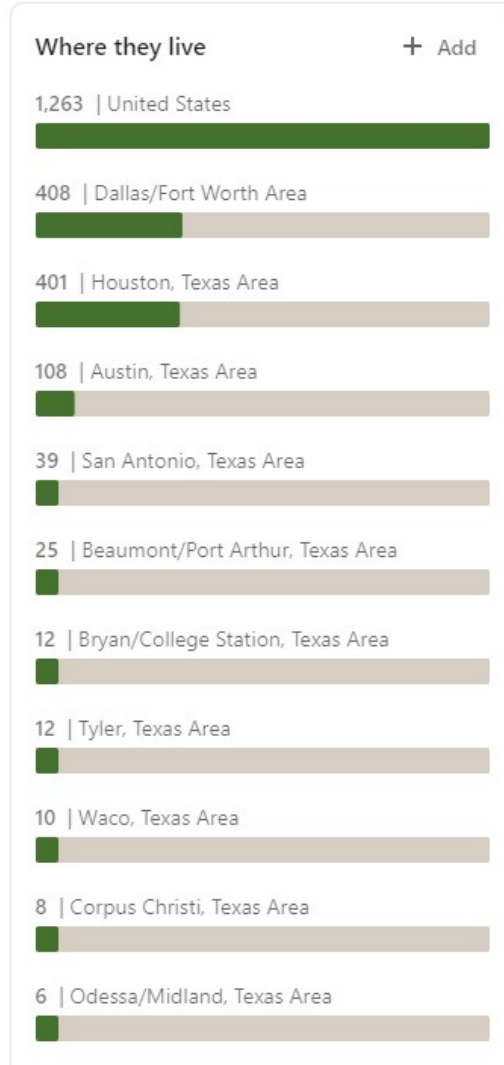 Where they live + Add
1,263 | United States
408 | Dallas/Fort Worth Area
401 | Houston, Texas Area
108 | Austin, Texas Area
39 | San Antonio, Texas Area
25 | Beaumont/Port Arthur, Texas Area
12 | Bryan/College Station, Texas Area
12 | Tyler, Texas Area
10 | Waco, Texas Area
8 | Corpus Christi, Texas Area
6 | Odessa/Midland, Texas Area